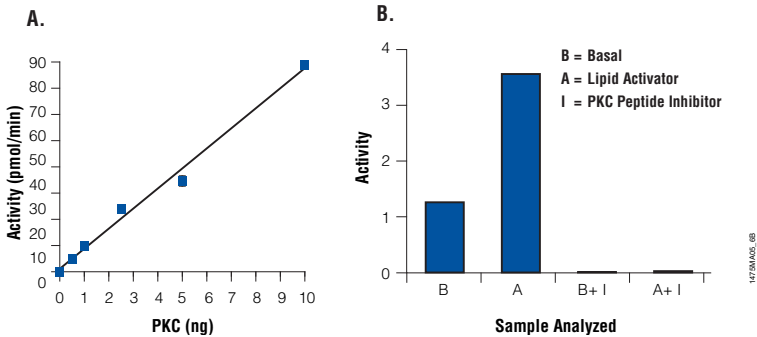 A.
90
80
70
60
50
40
30
20
10
0
Activity (pmol/min)
0 1 2 3 4 5 6 7 8 9 10
PKC (ng)
B.
4
3
2
1
0
Activity
B = Basal
A = Lipid Activator
I = PKC Peptide Inhibitor
B A B+ I A+ I
Sample Analyzed
1475MA05_6B